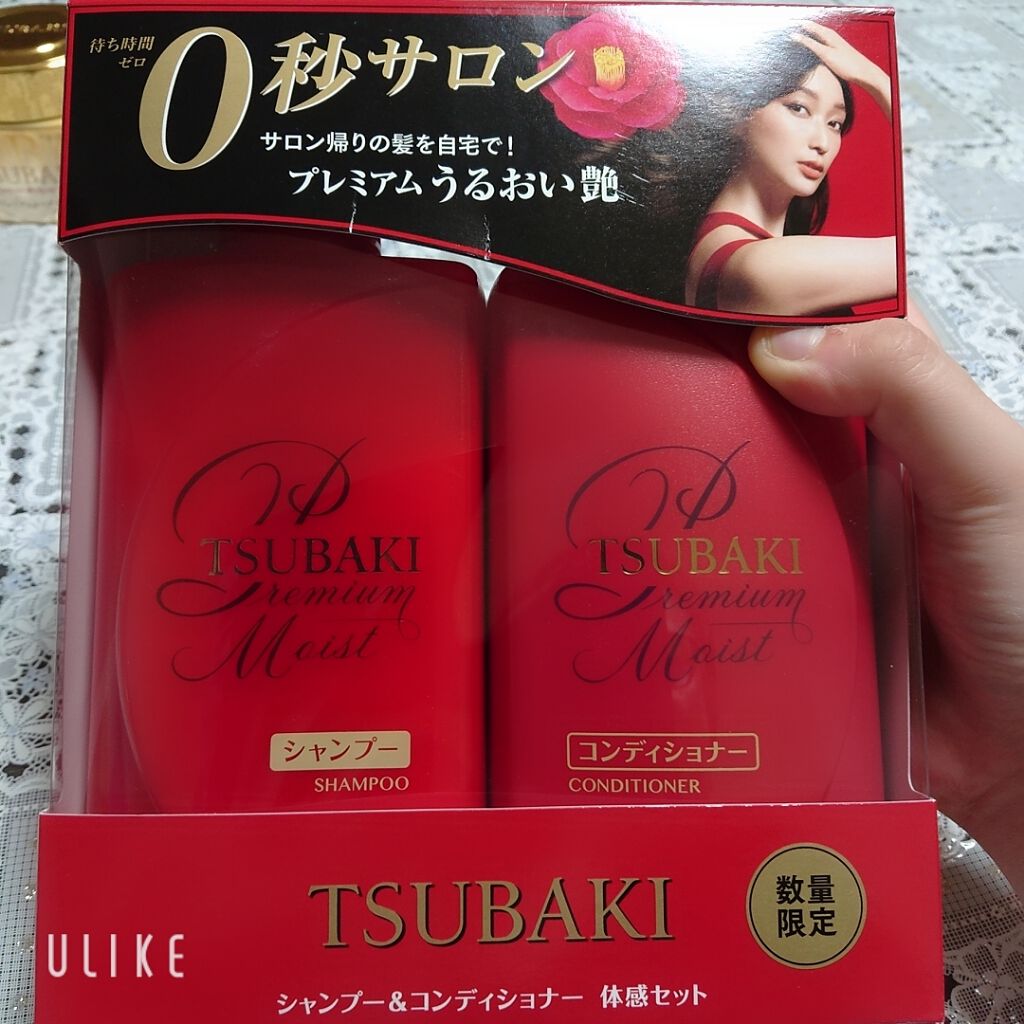 待ち時間
ゼロ
0秒サロン
サロン帰りの髪を自宅で!
プレミアムうるおい艶
TSUBAKI
Premium
Moist
シャンプー
SHAMPOO
TSUBAKI
Premium
Moist
コンディショナー
CONDITIONER
TSUBAKI
数量
限定
シャンプー&コンディショナー 体感セット
ULIKE